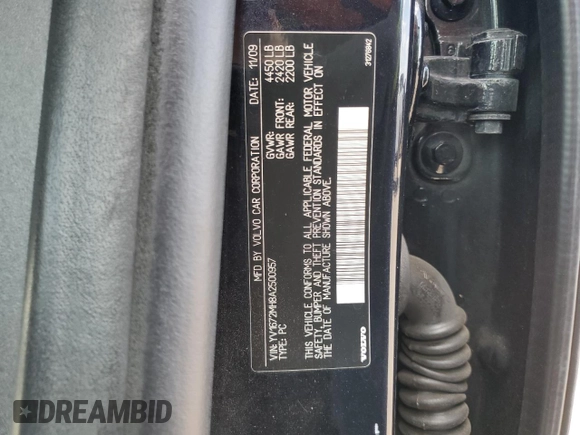 MFD BY VOLVO CAR CORPORATION DATE: 11/09
GVWR: 4450 LB
GAWR FRONT: 2420 LB
GAWR REAR: 2200 LB
VIN: YV1672MH8A2500957
TYPE: PC
THIS VEHICLE CONFORMS TO ALL APPLICABLE FEDERAL MOTOR VEHICLE
SAFETY, BUMPER AND THEFT PREVENTION STANDARDS IN EFFECT ON
THE DATE OF MANUFACTURE SHOWN ABOVE.
VOLVO
31276942
DREAMBID